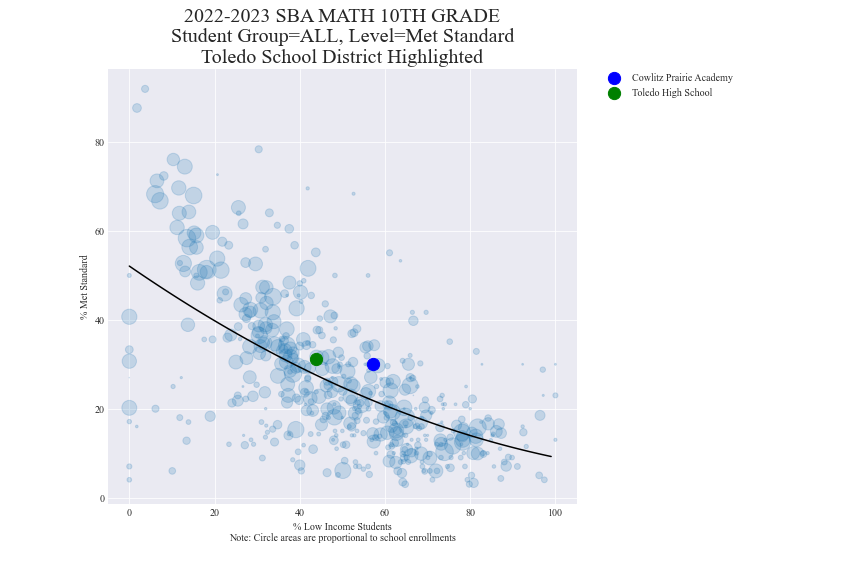 2022-2023 SBA MATH 10TH GRADE
Student Group=ALL, Level=Met Standard
Toledo School District Highlighted
Cowlitz Prairie Academy
Toledo High School
80
60
40
20
0
% Met Standard
0 20 40 60 80 100
% Low Income Students
Note: Circle areas are proportional to school enrollments